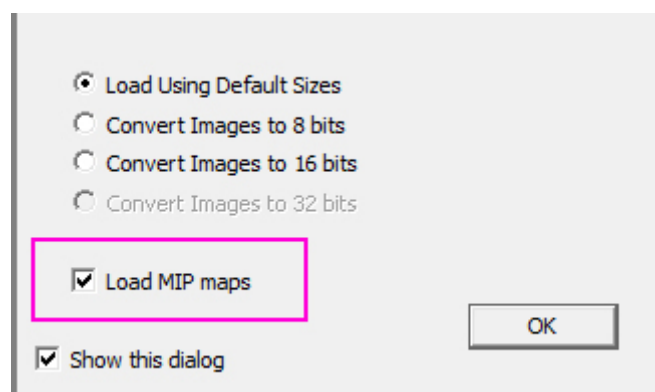 Load Using Default Sizes
Convert Images to 8 bits
Convert Images to 16 bits
Convert Images to 32 bits
Load MIP maps
OK
Show this dialog